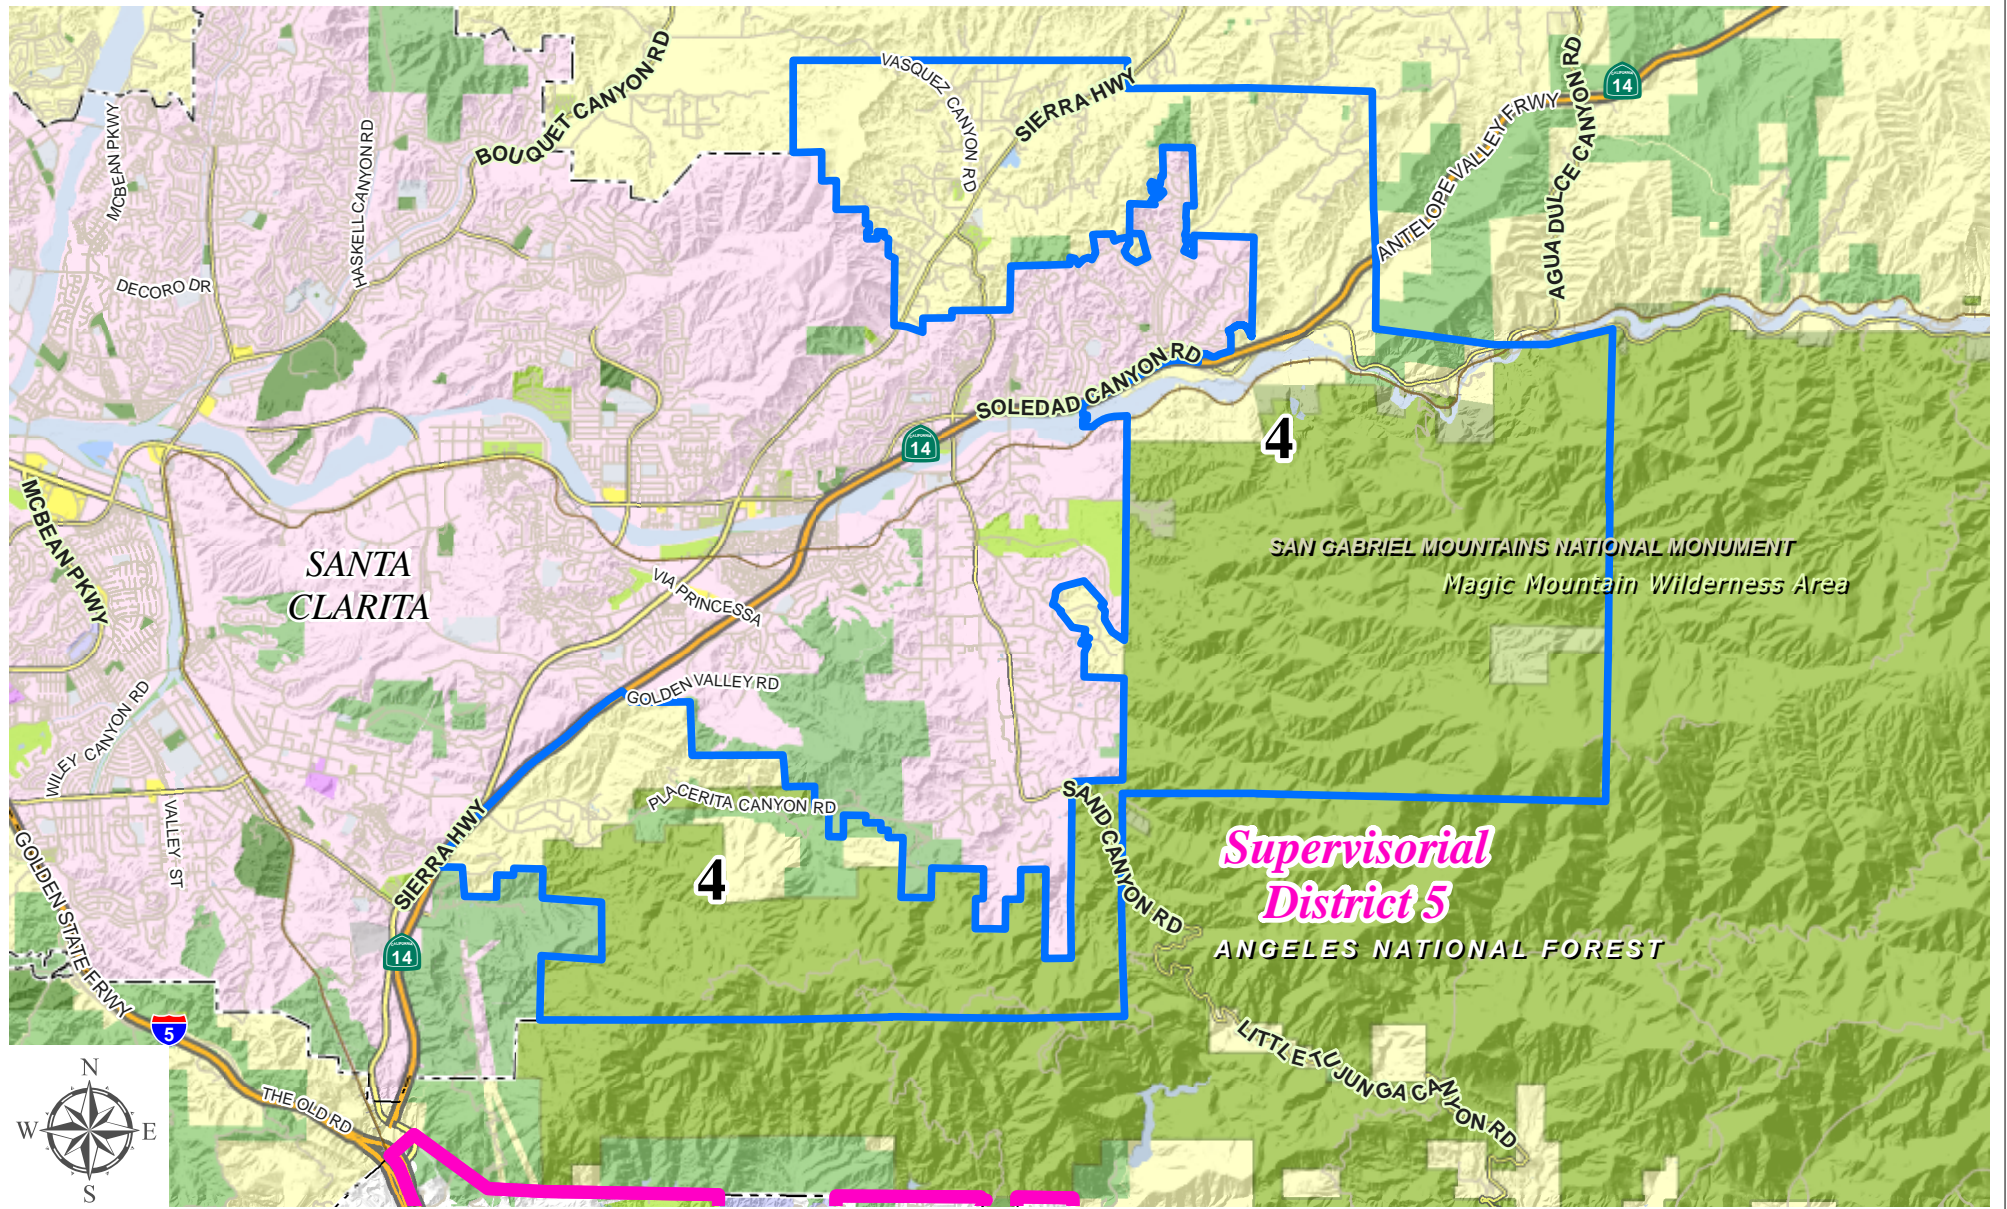 BOUQUET CANYON RD
VASQUEZ CANYON RD
SIERRA HWY
CALIFORNIA
14
AGUA DULCE CANYON RD
ANTELOPE VALLEY FRWY
MCBEAN PKWY
HASKELL CANYON RD
DECORO DR
SOLEDAD CANYON RD
CALIFORNIA
14
4
MCBEAN PKWY
SANTA
CLARITA
VIA PRINCESSA
SAN GABRIEL MOUNTAINS NATIONAL MONUMENT
Magic Mountain Wilderness Area
GOLDEN VALLEY RD
WILEY CANYON RD
PLACERITA CANYON RD
VALLEY ST
SIERRA HWY
SAND CANYON RD
4
Supervisorial
District 5
ANGELES NATIONAL FOREST
GOLDEN STATE FRWY
CALIFORNIA
14
5
LITTLE TUJUNGA CANYON RD
THE OLD RD
N
W
E
S